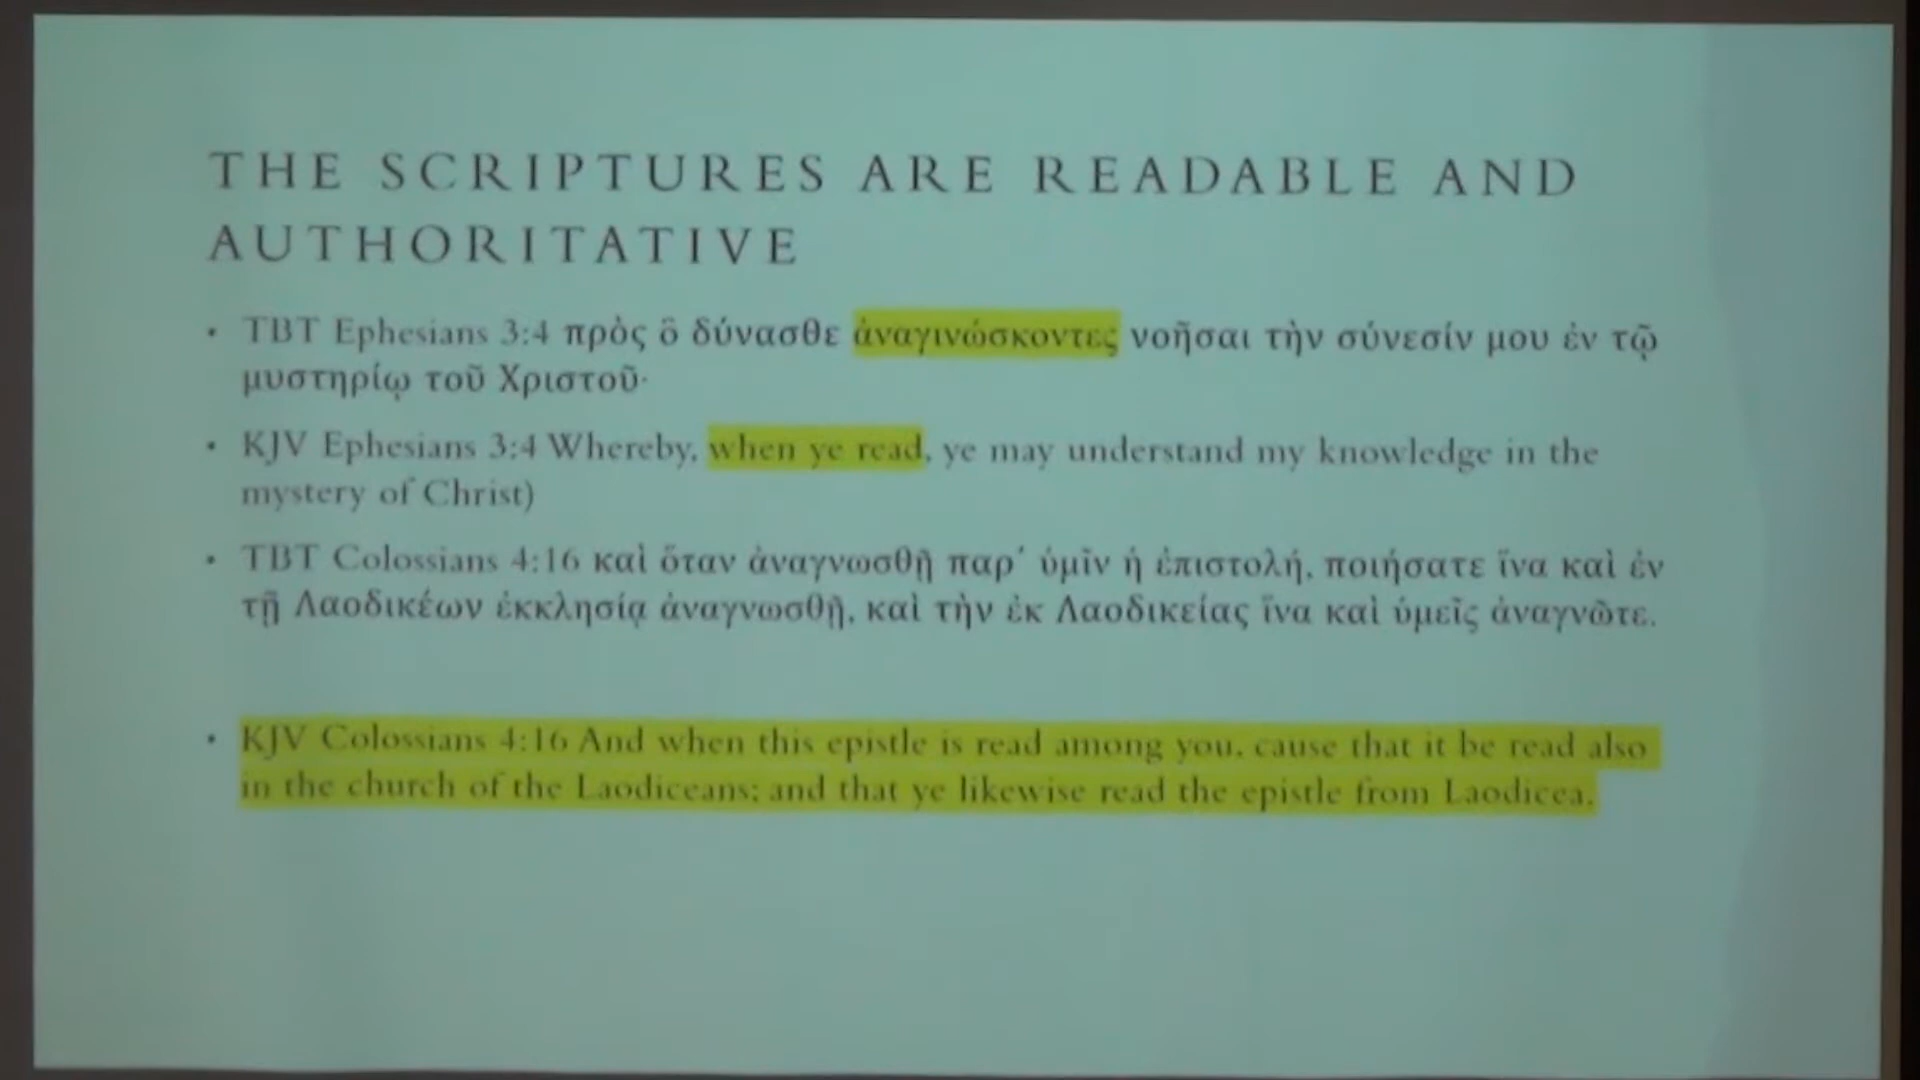 THE SCRIPTURES ARE READABLE AND
AUTHORITATIVE
• TBT Ephesians 3:4 πρὸς ὃ δύνασθε ἀναγινώσκοντες νοῆσαι τὴν σύνεσίν μου ἐν τῷ
μυστηρίῳ τοῦ Χριστοῦ·
• KJV Ephesians 3:4 Whereby, when ye read, ye may understand my knowledge in the
mystery of Christ)
• TBT Colossians 4:16 καὶ ὅταν ἀναγνωσθῇ παρ’ ὑμῖν ἡ ἐπιστολή, ποιήσατε ἵνα καὶ ἐν
τῇ Λαοδικέων ἐκκλησίᾳ ἀναγνωσθῇ, καὶ τὴν ἐκ Λαοδικείας ἵνα καὶ ὑμεῖς ἀναγνῶτε.
• KJV Colossians 4:16 And when this epistle is read among you, cause that it be read also
in the church of the Laodiceans; and that ye likewise read the epistle from Laodicea.